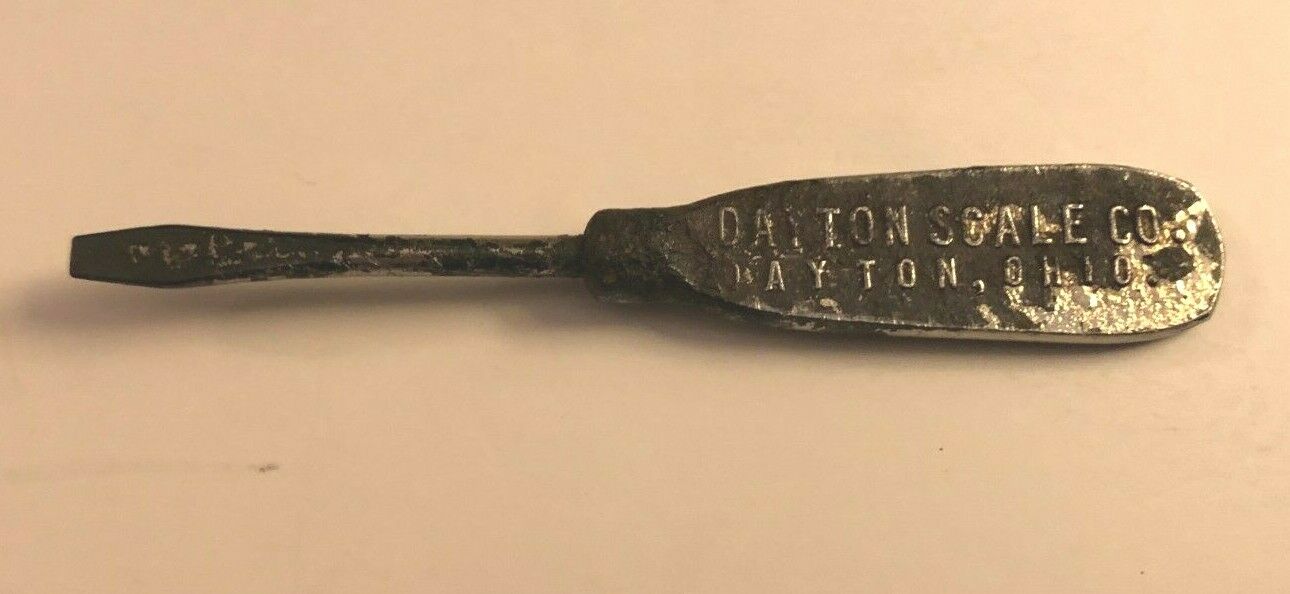 DAYTON SCALE CO.
DAYTON, OHIO.